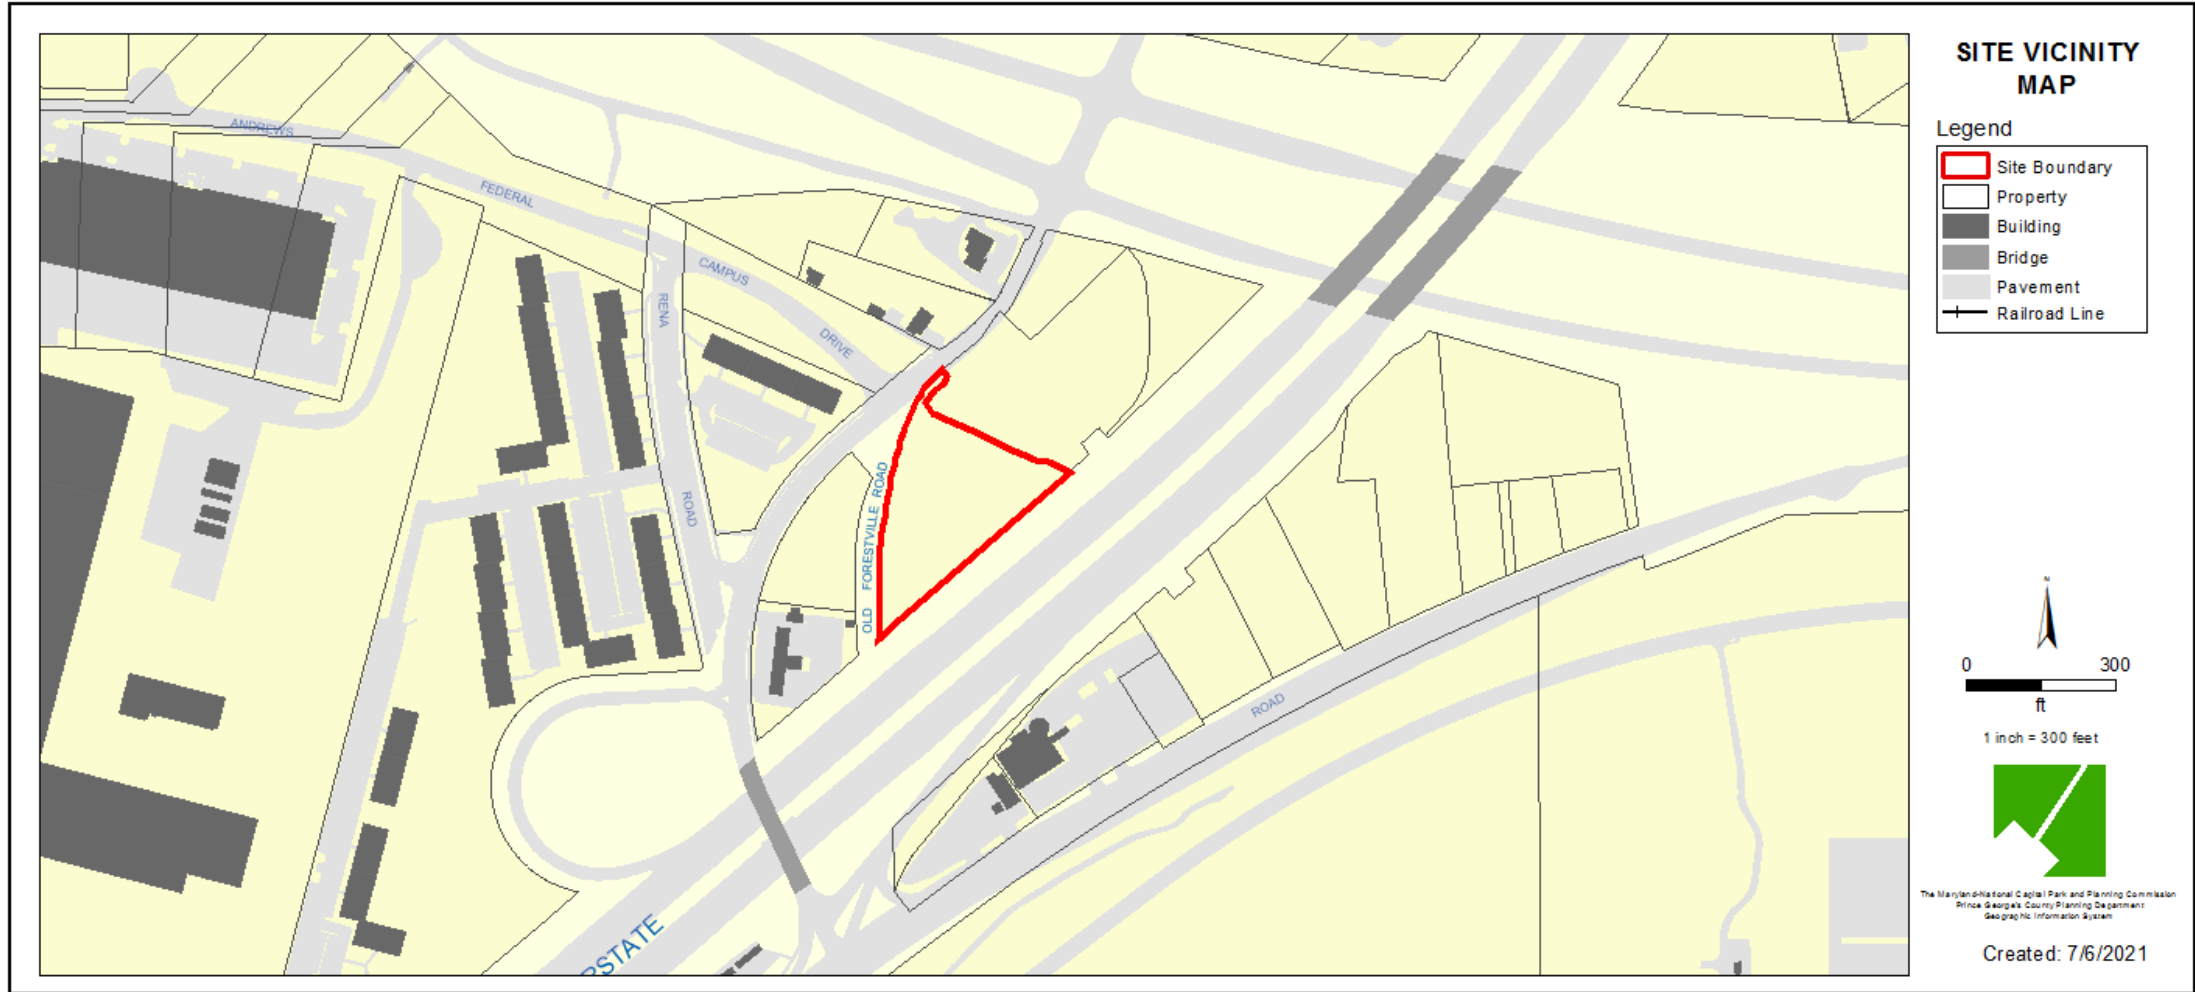 SITE VICINITY
MAP
Legend
Site Boundary
Property
Building
Bridge
Pavement
Railroad Line
N
0 300
ft
1 inch = 300 feet
The Maryland-National Capital Park and Planning Commission
Prince George's County Planning Department
Geographic Information System
Created: 7/6/2021
ANDREWS
FEDERAL
CAMPUS
DRIVE
RENA
ROAD
OLD FORESTVILLE ROAD
ROAD
RSTATE